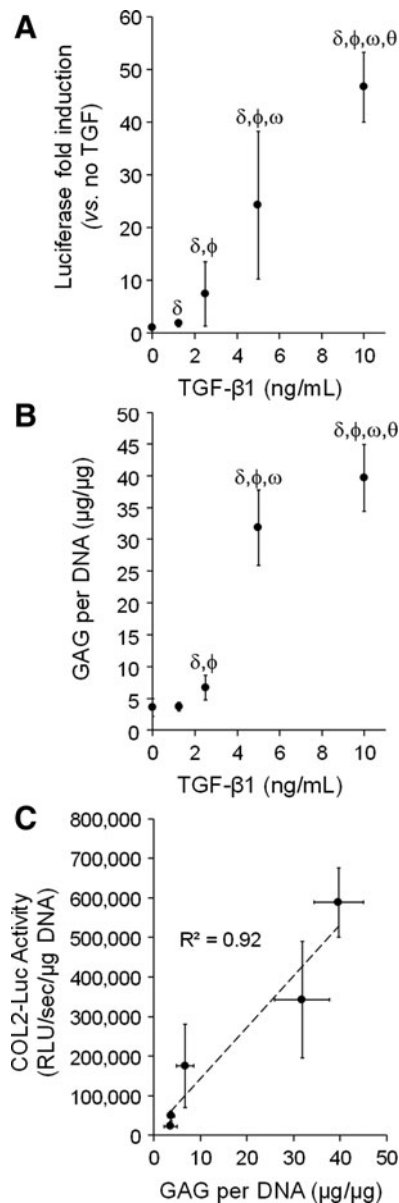 A
Luciferase fold induction
(vs. no TGF)
60
50
40
30
20
10
0
δ
δ,ϕ
δ,ϕ,ω
δ,ϕ,ω,θ
0 2 4 6 8 10
TGF-β1 (ng/mL)
B
GAG per DNA (µg/µg)
50
45
40
35
30
25
20
15
10
5
0
δ,ϕ
δ,ϕ,ω
δ,ϕ,ω,θ
0 2 4 6 8 10
TGF-β1 (ng/mL)
C
COL2-Luc Activity
(RLU/sec/µg DNA)
800,000
700,000
600,000
500,000
400,000
300,000
200,000
100,000
0
R² = 0.92
0 10 20 30 40 50
GAG per DNA (µg/µg)